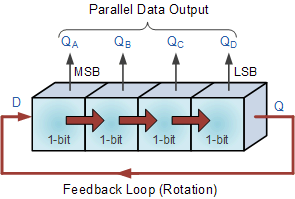 Parallel Data Output
QA QB QC QD
MSB LSB
D Q
1-bit 1-bit 1-bit 1-bit
Feedback Loop (Rotation)